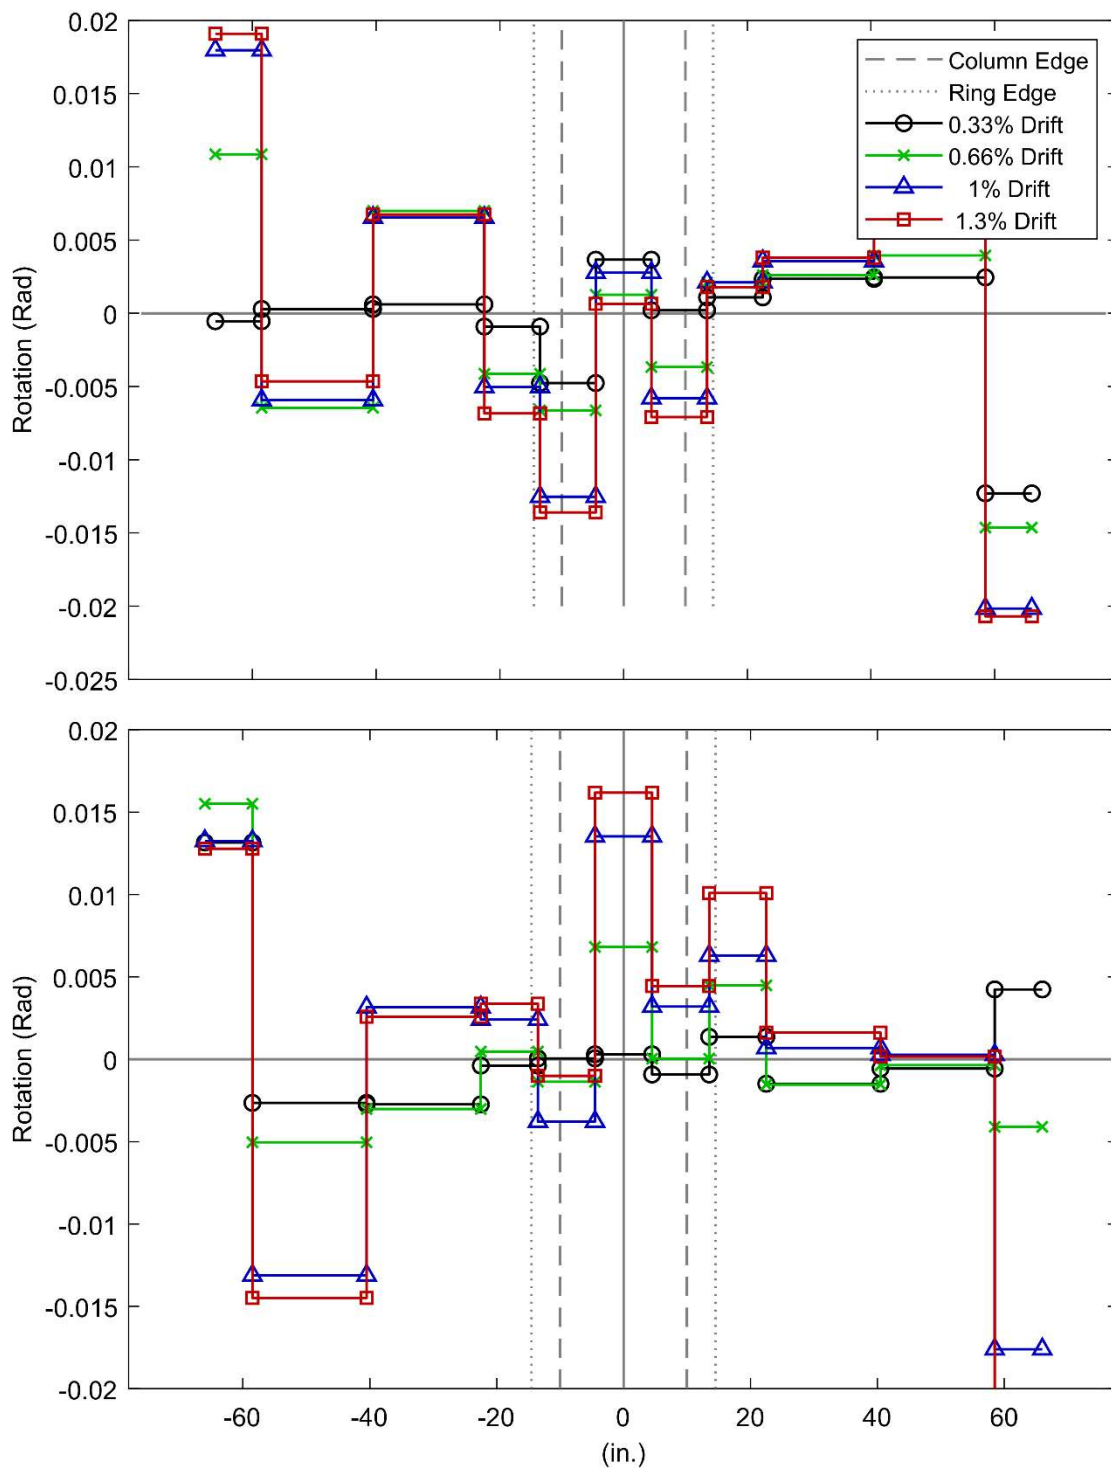 0.02
0.015
0.01
0.005
0
-0.005
-0.01
-0.015
-0.02
-0.025
Rotation (Rad)
Column Edge
Ring Edge
0.33% Drift
0.66% Drift
1% Drift
1.3% Drift
0.02
0.015
0.01
0.005
0
-0.005
-0.01
-0.015
-0.02
Rotation (Rad)
-60 -40 -20 0 20 40 60
(in.)